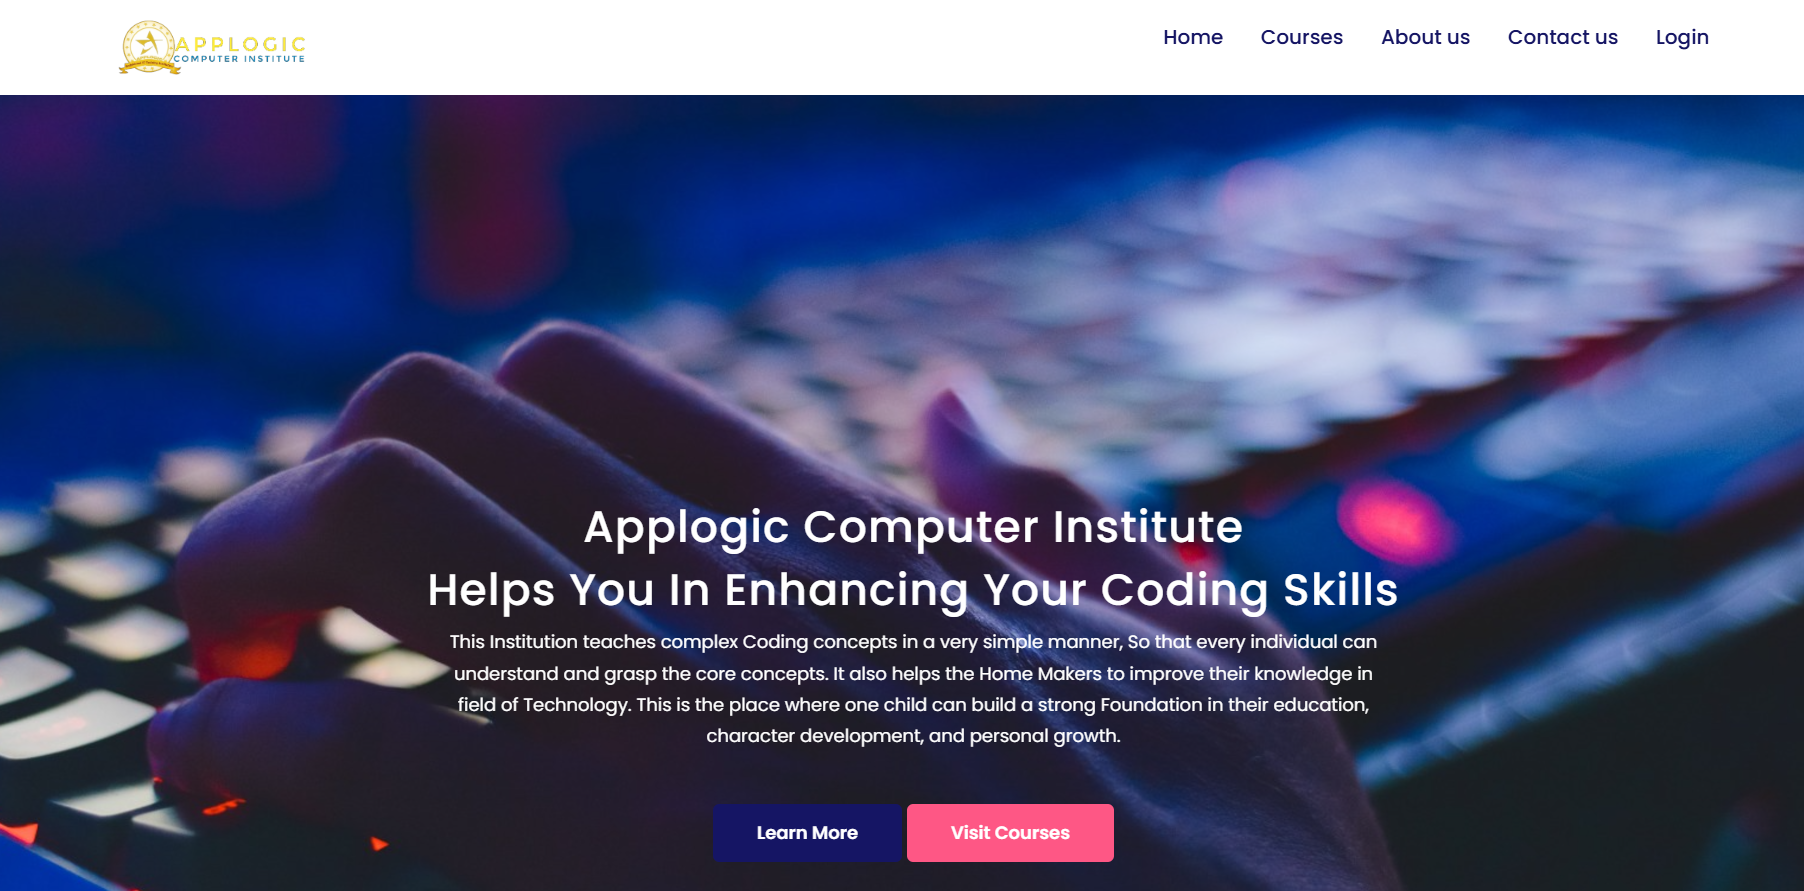 APPLOGIC
COMPUTER INSTITUTE
Home Courses About us Contact us Login
Applogic Computer Institute
Helps You In Enhancing Your Coding Skills
This Institution teaches complex Coding concepts in a very simple manner, So that every individual can
understand and grasp the core concepts. It also helps the Home Makers to improve their knowledge in
field of Technology. This is the place where one child can build a strong Foundation in their education,
character development, and personal growth.
Learn More Visit Courses